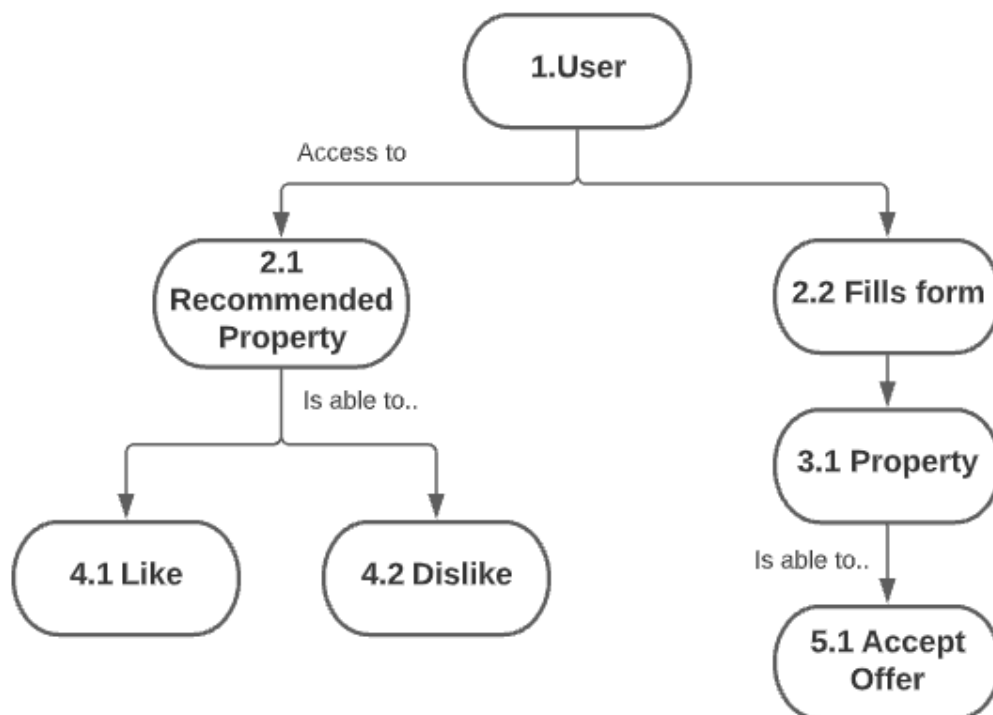 1.User
Access to
2.1
Recommended
Property
2.2 Fills form
Is able to..
3.1 Property
4.1 Like
4.2 Dislike
Is able to..
5.1 Accept
Offer